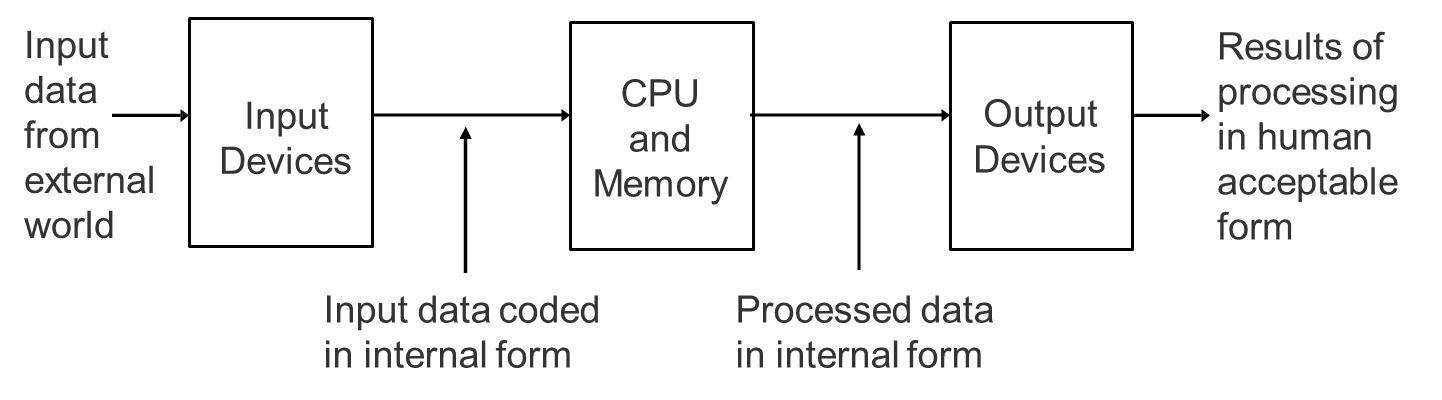 Input
data
from
external
world
Input
Devices
Input data coded
in internal form
CPU
and
Memory
Processed data
in internal form
Output
Devices
Results of
processing
in human
acceptable
form